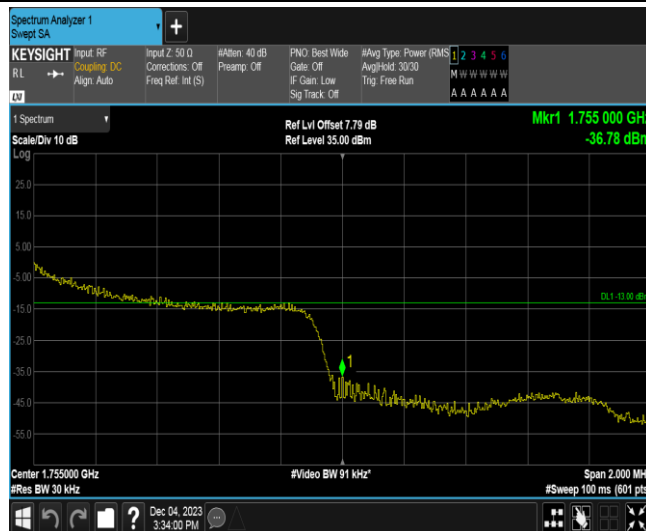 Spectrum Analyzer 1
Swept SA
KEYSIGHT Input: RF Input Z: 50 Ω #Atten: 40 dB PNO: Best Wide #Avg Type: Power (RMS 1 2 3 4 5 6
RL Coupling: DC Corrections: Off Preamp: Off Gate: Off Avg|Hold: 30/30 M W W W W W
Align: Auto Freq Ref: Int (S) IF Gain: Low Trig: Free Run
Sig Track: Off A A A A A A
LXI
1 Spectrum Ref Lvl Offset 7.79 dB Mkr1 1.755 000 GHz
Scale/Div 10 dB Ref Level 35.00 dBm -36.78 dBm
Log
25.0
15.0
5.00
-5.00
DL1 -13.00 dBm
-15.0
-25.0
1
-35.0
-45.0
-55.0
Center 1.755000 GHz #Video BW 91 kHz* Span 2.000 MH
#Res BW 30 kHz #Sweep 100 ms (601 pts
? Dec 04, 2023
3:34:00 PM